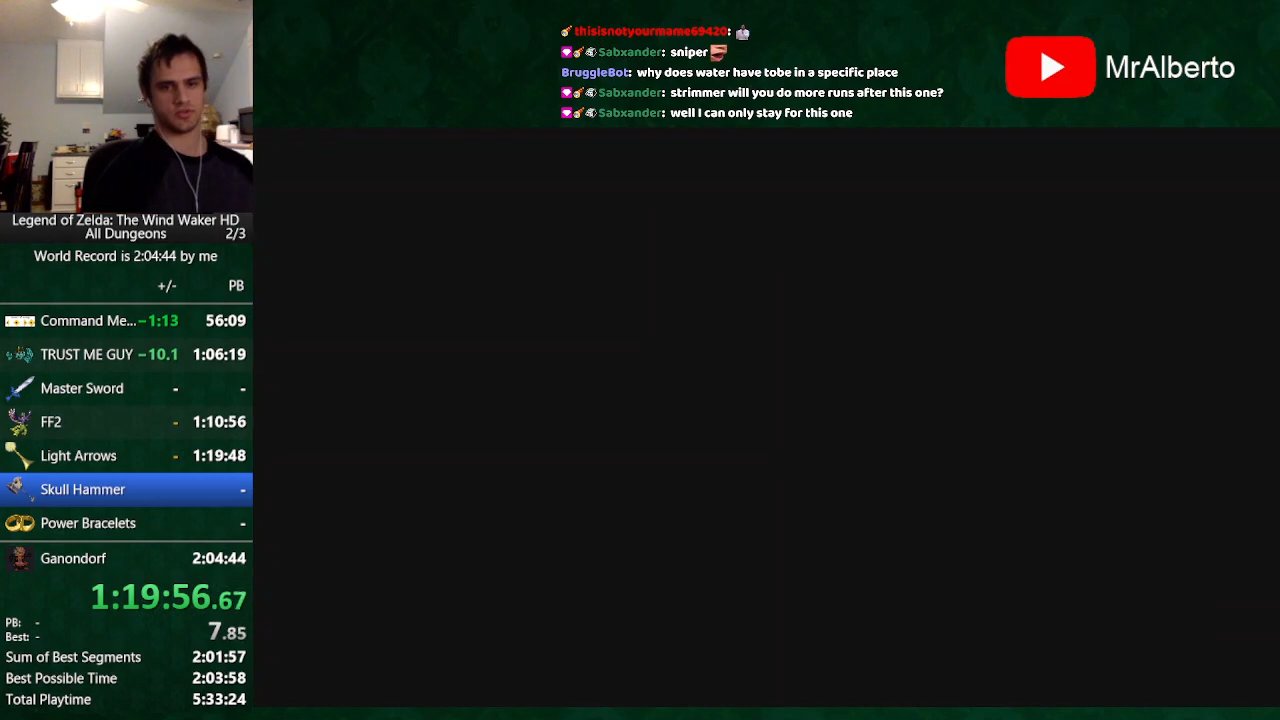 thisisnotyourmame69420:
Sabxander: sniper
BruggleBot: why does water have tobe in a specific place
Sabxander: strimmer will you do more runs after this one?
Sabxander: well I can only stay for this one
MrAlberto
Legend of Zelda: The Wind Waker HD
All Dungeons 2/3
World Record is 2:04:44 by me
+/- PB
Command Me... −1:13 56:09
TRUST ME GUY −10.1 1:06:19
Master Sword - -
FF2 - 1:10:56
Light Arrows - 1:19:48
Skull Hammer -
Power Bracelets -
Ganondorf 2:04:44
1:19:56.67
PB: -
Best: - 7.85
Sum of Best Segments 2:01:57
Best Possible Time 2:03:58
Total Playtime 5:33:24